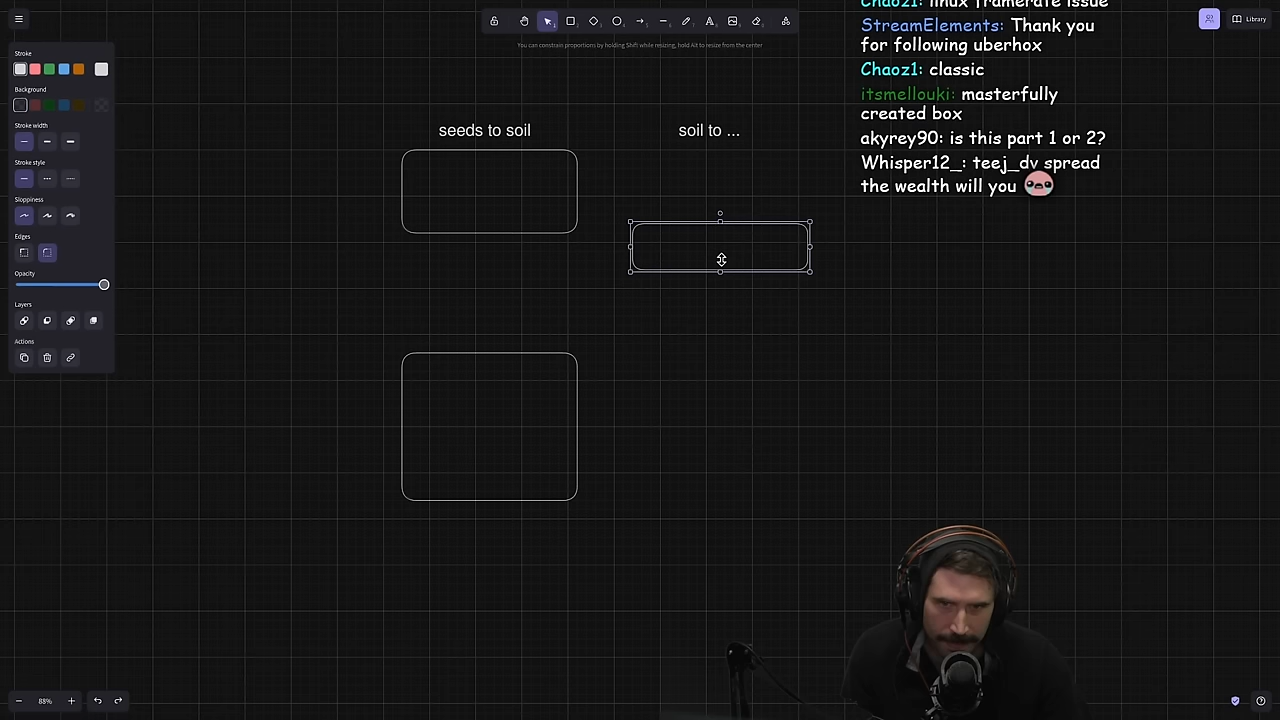 Library
You can constrain proportions by holding Shift while resizing, hold Alt to resize from the center
Stroke
Background
Stroke width
Stroke style
Sloppiness
Edges
Opacity
Layers
Actions
seeds to soil
soil to ...
Chaoz1: linux framerate issue
StreamElements: Thank you
for following uberhox
Chaoz1: classic
itsmellouki: masterfully
created box
akyrey90: is this part 1 or 2?
Whisper12_: teej_dv spread
the wealth will you
88%